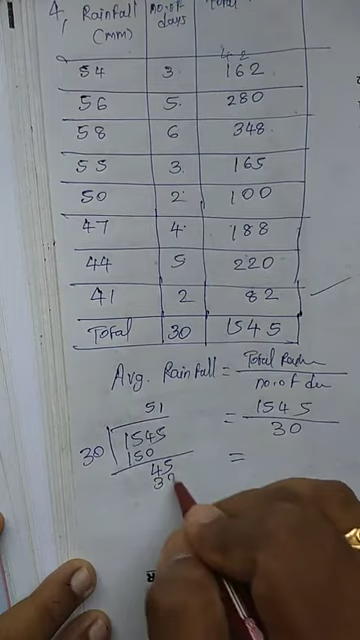 4, Rainfall (mm) no. of days Total
54 3 162
56 5 280
58 6 348
55 3 165
50 2 100
47 4 188
44 5 220
41 2 82
Total 30 1545
Avg. Rainfall = Total / no. of
51 = 1545 / 30
30 1545 =
150
45